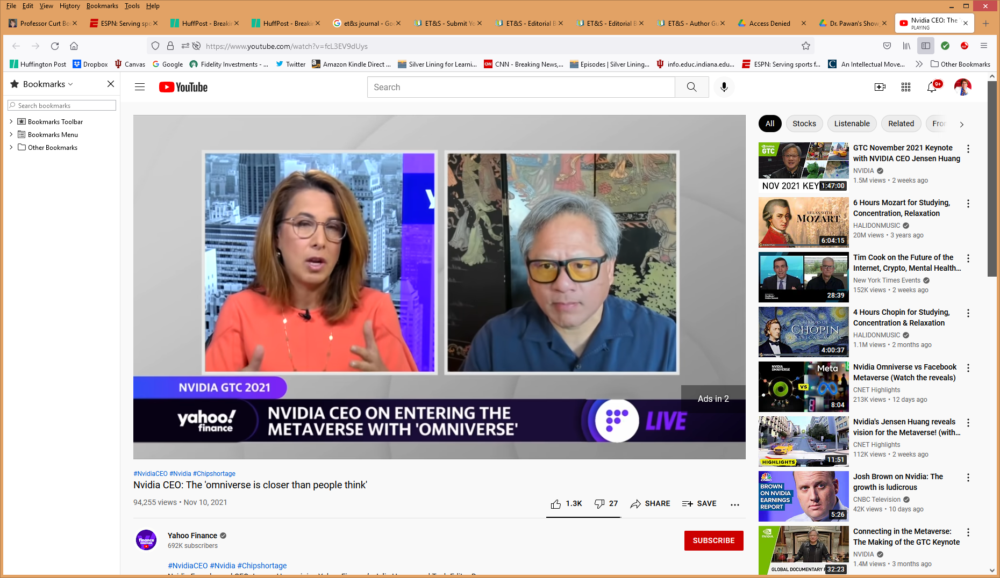 File Edit View History Bookmarks Tools Help
Professor Curt Bo
ESPN: Serving spo
HuffPost - Breakin
HuffPost - Breakin
et&s journal - Goo
ET&S - Submit Yo
ET&S - Editorial B
ET&S - Editorial B
ET&S - Author Gu
Access Denied
Dr. Pawan's Show
Nvidia CEO: The 'o
PLAYING
https://www.youtube.com/watch?v=fcL3EV9dUys
Huffington Post
Dropbox
Canvas
Google
Fidelity Investments - ...
Twitter
Amazon Kindle Direct ...
Silver Lining for Learni...
CNN - Breaking News,...
Episodes | Silver Lining...
info.educ.indiana.edu...
ESPN: Serving sports f...
An Intellectual Move...
Other Bookmarks
Bookmarks
Search bookmarks
Bookmarks Toolbar
Bookmarks Menu
Other Bookmarks
YouTube
Search
9+
NVIDIA GTC 2021
yahoo!
finance
NVIDIA CEO ON ENTERING THE
METAVERSE WITH 'OMNIVERSE'
LIVE
Ads in 2
#NvidiaCEO #Nvidia #Chipshortage
Nvidia CEO: The 'omniverse is closer than people think'
94,255 views • Nov 10, 2021
1.3K
27
SHARE
SAVE
finance
SUBSCRIBE
Yahoo Finance
692K subscribers
SUBSCRIBE
#NvidiaCEO #Nvidia #Chipshortage
All
Stocks
Listenable
Related
Fro
NVIDIA
GTC
NOV 2021 KEY
1:47:00
GTC November 2021 Keynote
with NVIDIA CEO Jensen Huang
NVIDIA
1.5M views • 2 weeks ago
RELAX WITH
MOZART
6:04:15
6 Hours Mozart for Studying,
Concentration, Relaxation
HALIDONMUSIC
20M views • 3 years ago
28:39
Tim Cook on the Future of the
Internet, Crypto, Mental Health...
New York Times Events
152K views • 2 weeks ago
4 HOURS OF
CHOPIN
CLASSICAL MUSIC
4:00:37
4 Hours Chopin for Studying,
Concentration & Relaxation
HALIDONMUSIC
1.1M views • 2 months ago
NVIDIA
OMNIVERSE
Meta
VS
8:04
Nvidia Omniverse vs Facebook
Metaverse (Watch the reveals)
CNET Highlights
213K views • 12 days ago
HIGHLIGHTS
11:51
Nvidia's Jensen Huang reveals
vision for the Metaverse! (with...
CNET Highlights
112K views • 2 weeks ago
CNBC
BROWN
ON NVIDIA
EARNINGS
REPORT
5:26
Josh Brown on Nvidia: The
growth is ludicrous
CNBC Television
42K views • 10 days ago
NVIDIA
GLOBAL DOCUMENTARY P
32:23
Connecting in the Metaverse:
The Making of the GTC Keynote
NVIDIA
1.4M views • 3 months ago